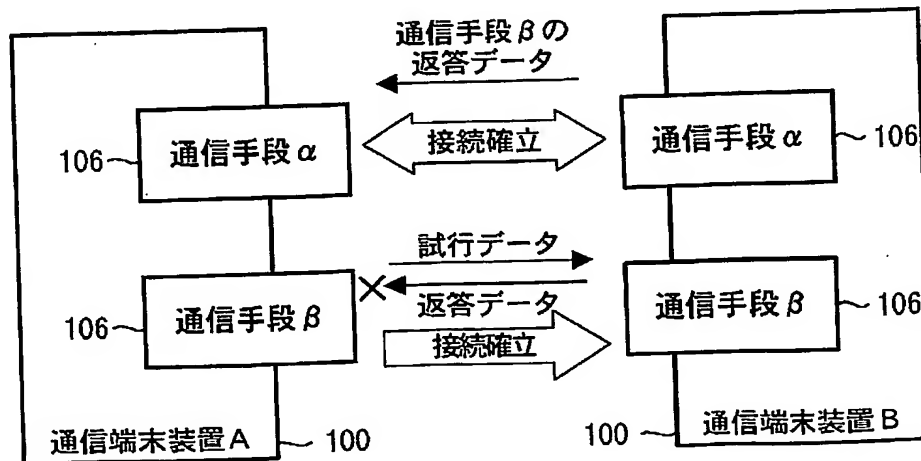 通信手段βの
返答データ
106
通信手段α
接続確立
通信手段α
106
試行データ
106
通信手段β
返答データ
通信手段β
106
接続確立
通信端末装置A
100
100
通信端末装置B